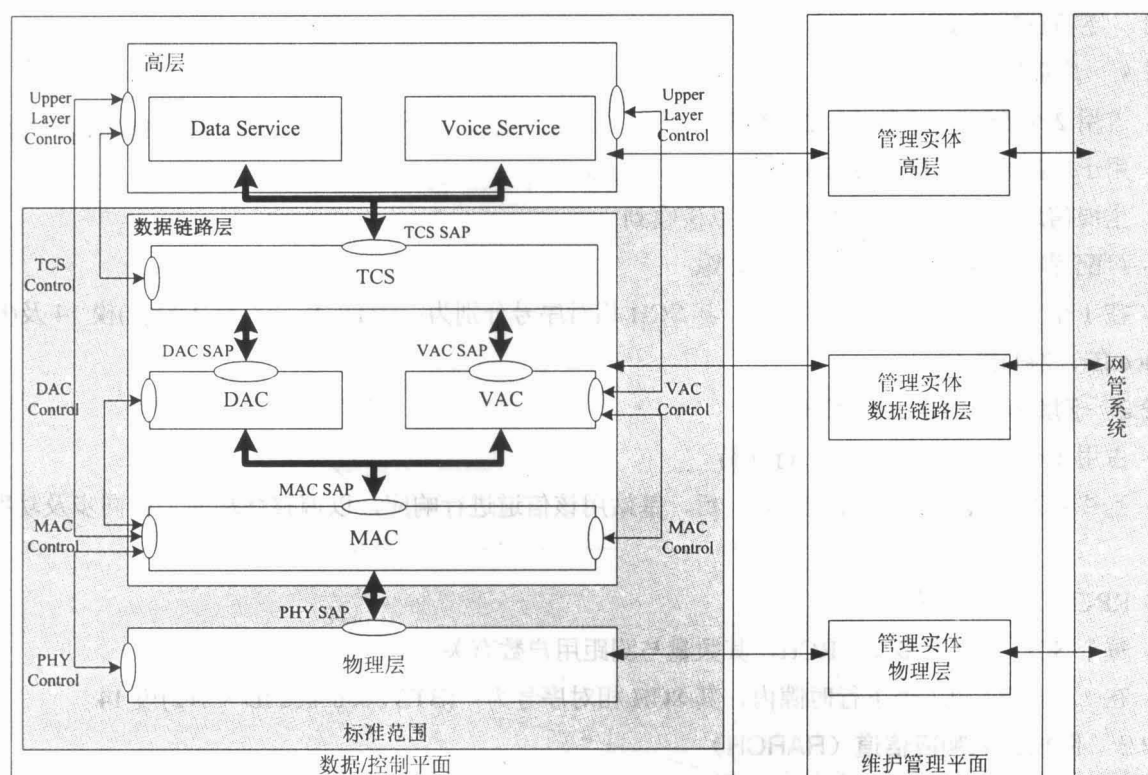 高层
Upper
Layer
Control
Data Service
Voice Service
Upper
Layer
Control
管理实体
高层
数据链路层
TCS SAP
TCS
Control
TCS
DAC SAP
VAC SAP
DAC
Control
DAC
VAC
VAC
Control
管理实体
数据链路层
网管系统
MAC SAP
MAC
Control
MAC
MAC
Control
PHY SAP
PHY
Control
物理层
管理实体
物理层
标准范围
数据/控制平面
维护管理平面